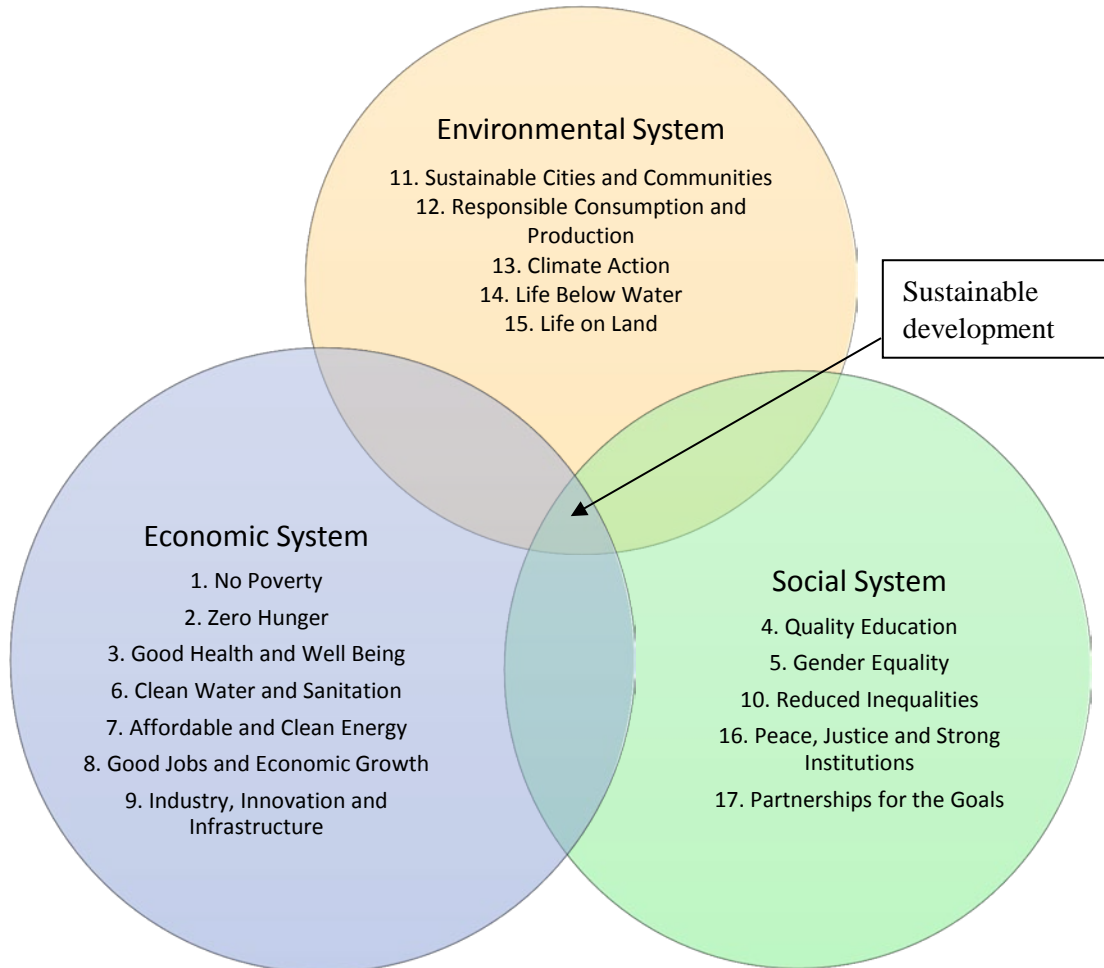 Environmental System
11. Sustainable Cities and Communities
12. Responsible Consumption and
Production
13. Climate Action
14. Life Below Water
15. Life on Land
Sustainable
development
Economic System
1. No Poverty
2. Zero Hunger
3. Good Health and Well Being
6. Clean Water and Sanitation
7. Affordable and Clean Energy
8. Good Jobs and Economic Growth
9. Industry, Innovation and
Infrastructure
Social System
4. Quality Education
5. Gender Equality
10. Reduced Inequalities
16. Peace, Justice and Strong
Institutions
17. Partnerships for the Goals